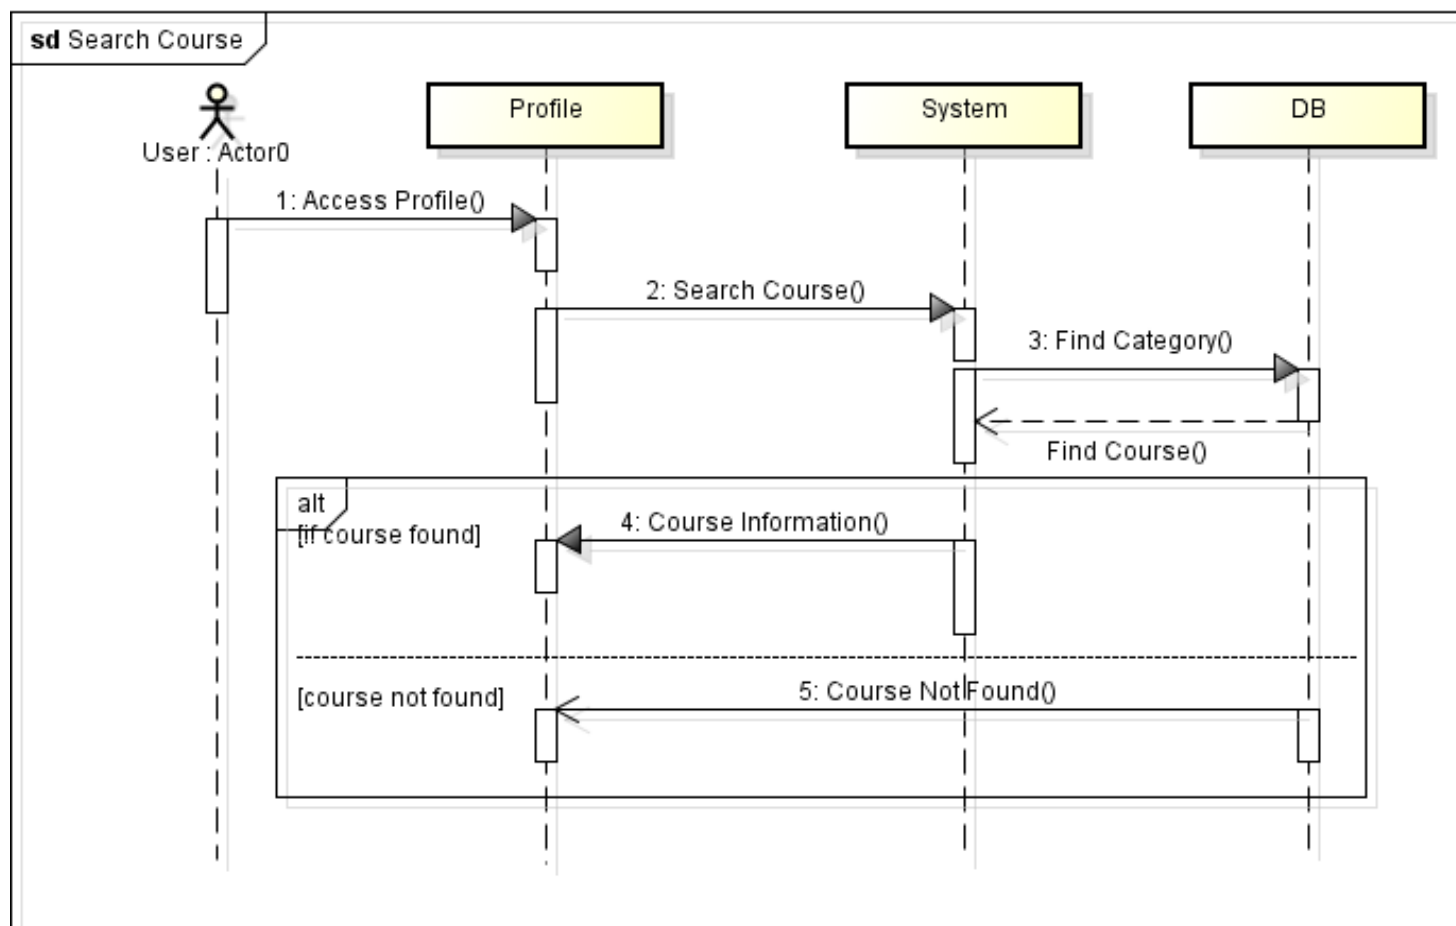 sd Search Course
User : Actor0
Profile
System
DB
1: Access Profile()
2: Search Course()
3: Find Category()
Find Course()
alt
[if course found]
4: Course Information()
[course not found]
5: Course Not Found()